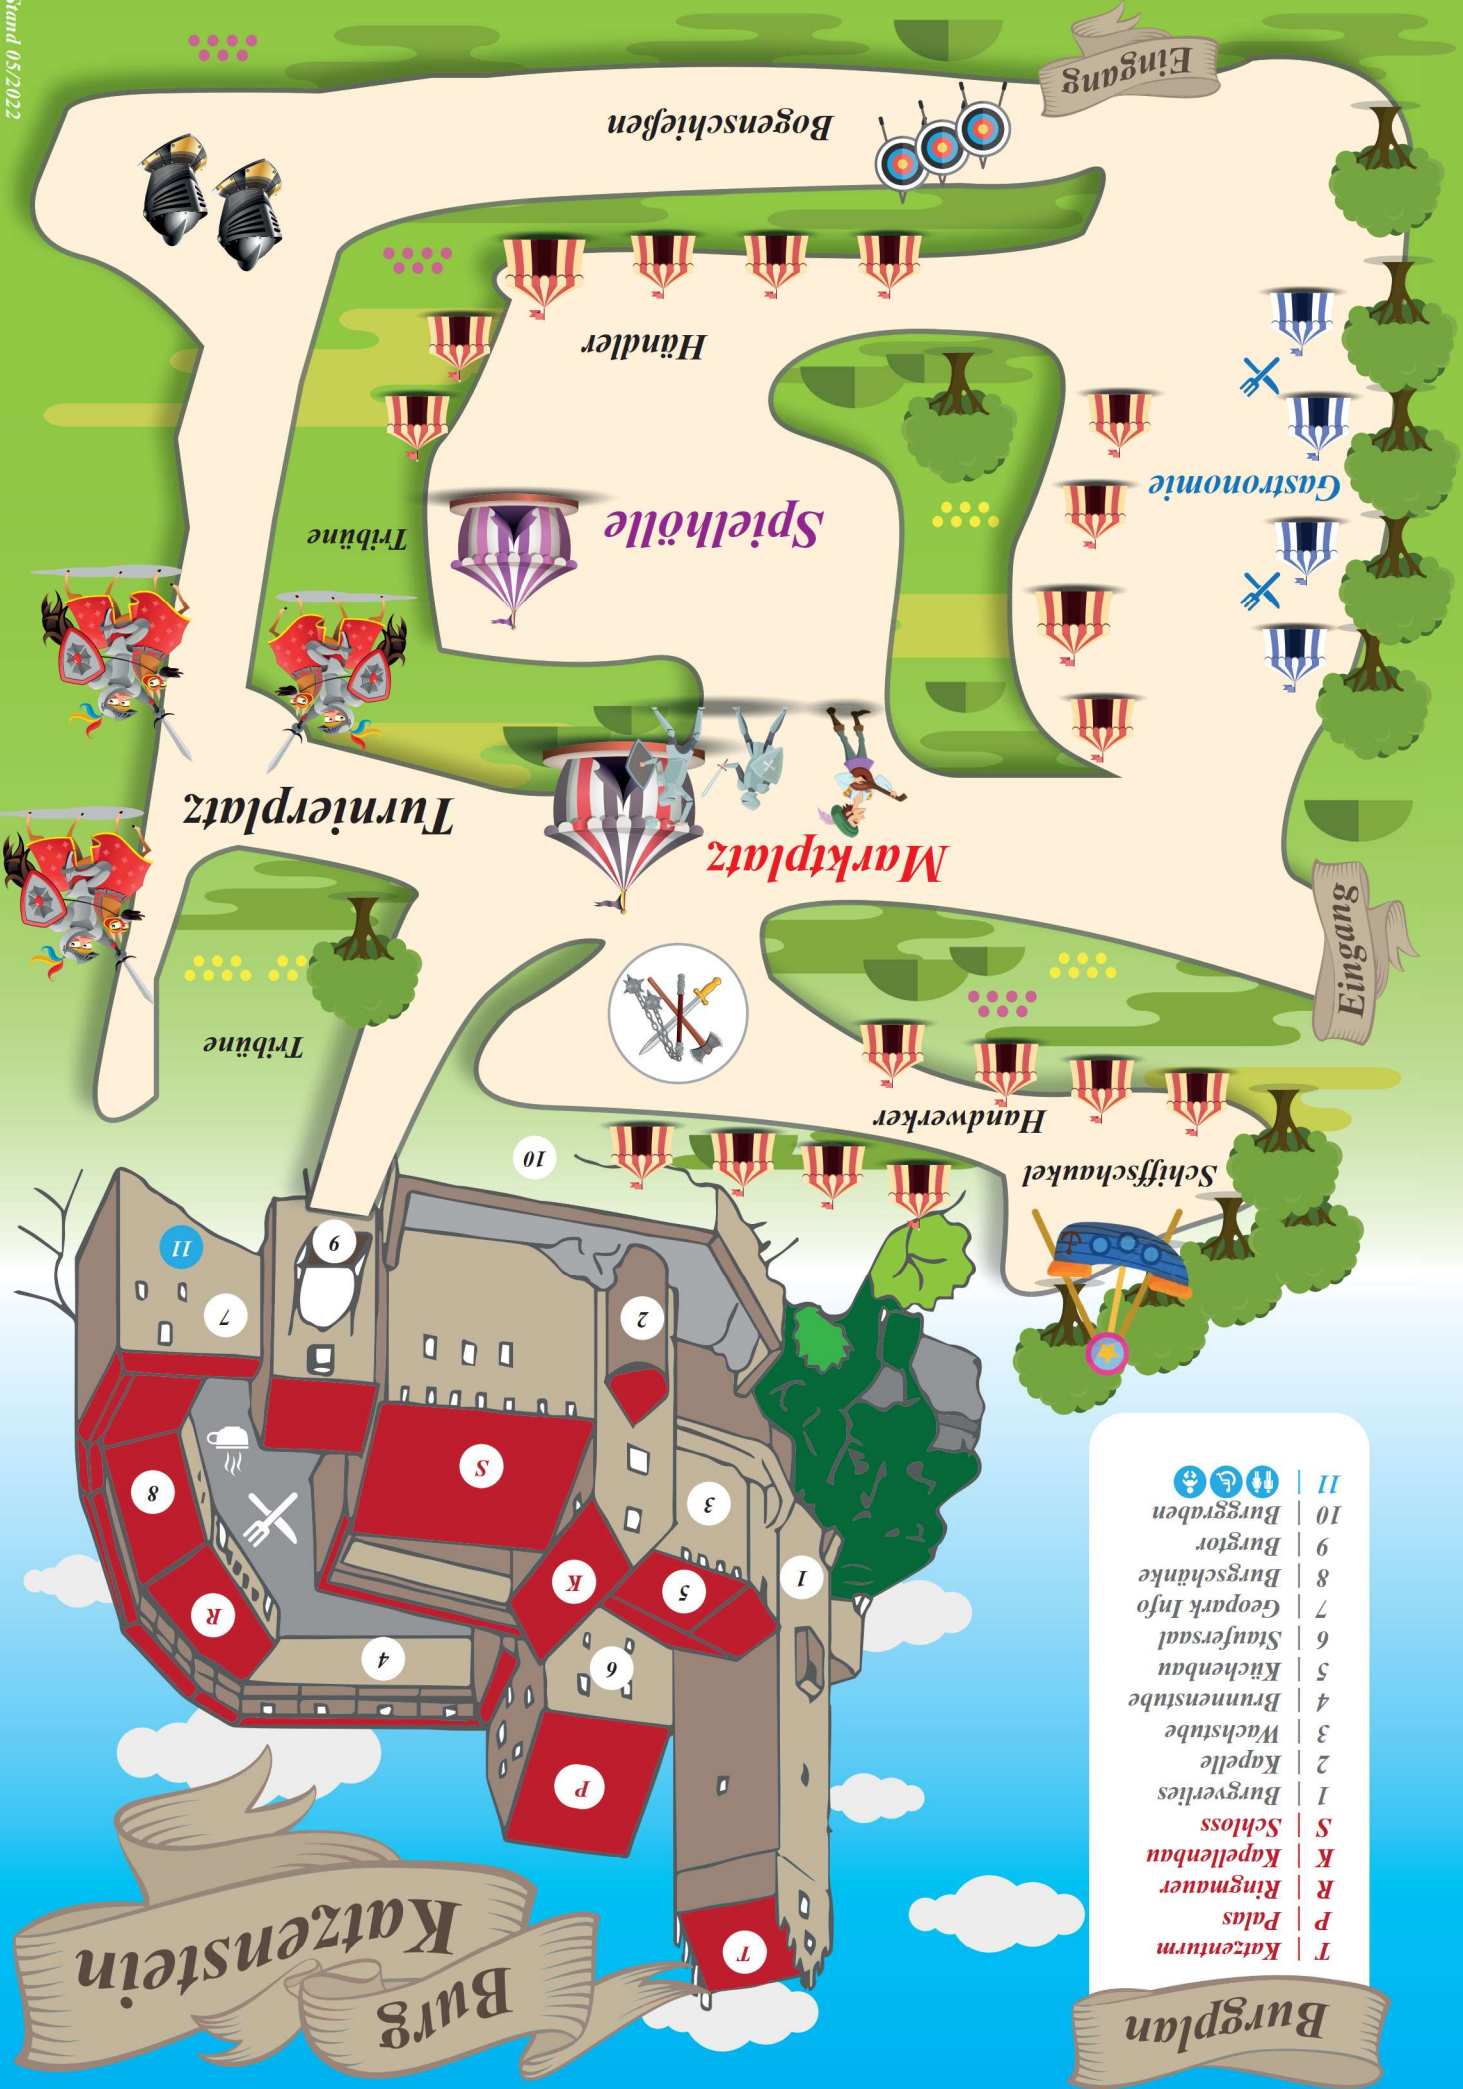 Burgplan
T | Katzenturm
P | Palas
R | Ringmauer
K | Kapellenbau
S | Schloss
1 | Burgverlies
2 | Kapelle
3 | Wachstube
4 | Brunnenstube
5 | Küchenbau
6 | Staufersaal
7 | Geopark Info
8 | Burgschänke
9 | Burgtor
10 | Burggraben
11 |
Burg
Katzenstein
T
P
6
4
R
1
5
K
8
3
S
2
7
9
11
10
Schiffschaukel
Handwerker
Tribüne
Eingang
Marktplatz
Turnierplatz
Gastronomie
Spielhölle
Tribüne
Händler
Bogenschießen
Eingang
Stand 05/2022